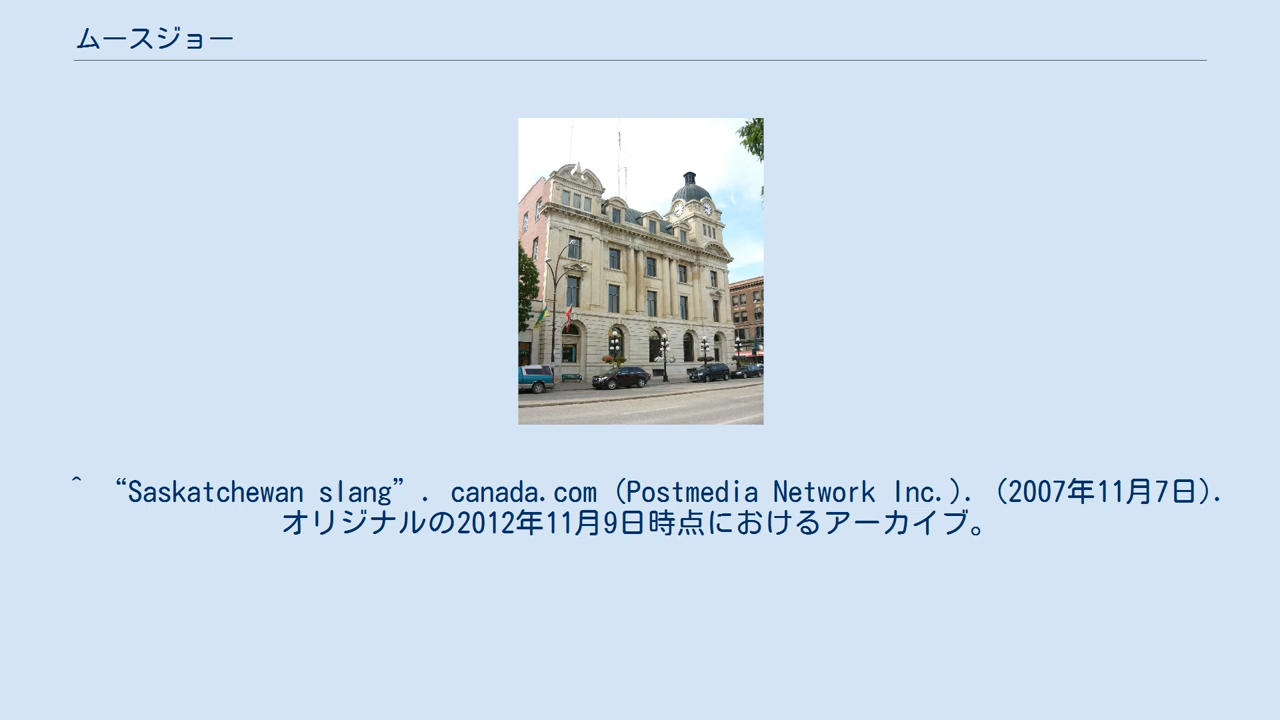 ムースジョー
^ “Saskatchewan slang”. canada.com (Postmedia Network Inc.). (2007年11月7日).
オリジナルの2012年11月9日時点におけるアーカイブ。